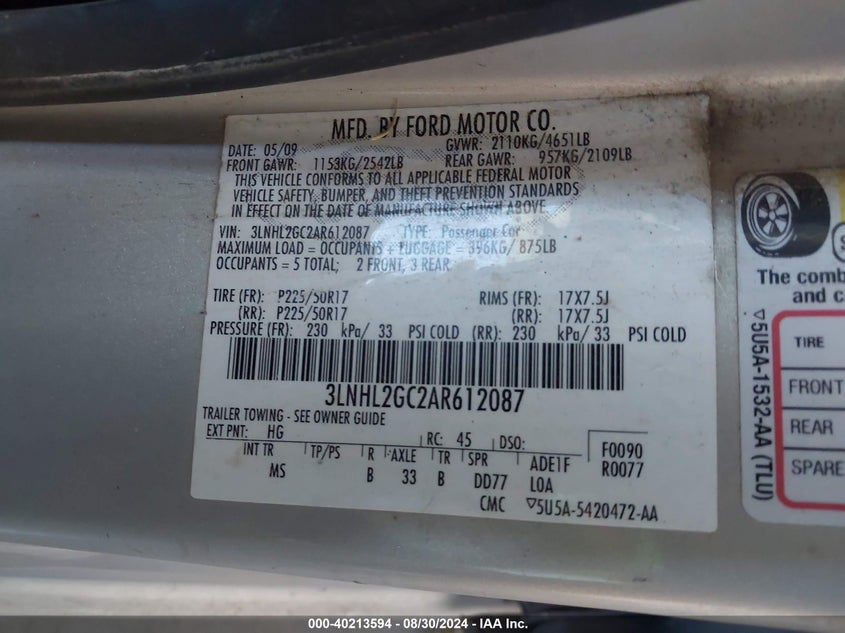 MFD. BY FORD MOTOR CO.
DATE: 05/09 GVWR: 2110KG/4651LB
FRONT GAWR: 1153KG/2542LB REAR GAWR: 957KG/2109LB
THIS VEHICLE CONFORMS TO ALL APPLICABLE FEDERAL MOTOR
VEHICLE SAFETY, BUMPER, AND THEFT PREVENTION STANDARDS
IN EFFECT ON THE DATE OF MANUFACTURE SHOWN ABOVE.
VIN: 3LNHL2GC2AR612087 TYPE: Passenger Car
MAXIMUM LOAD = OCCUPANTS + LUGGAGE = 396KG/ 875LB
OCCUPANTS = 5 TOTAL; 2 FRONT, 3 REAR
TIRE (FR): P225/50R17 RIMS (FR): 17X7.5J
(RR): P225/50R17 (RR): 17X7.5J
PRESSURE (FR): 230 kPa/ 33 PSI COLD (RR): 230 kPa/ 33 PSI COLD
3LNHL2GC2AR612087
TRAILER TOWING - SEE OWNER GUIDE
EXT PNT: HG RC: 45 DSO: F0090
INT TR TP/PS R AXLE TR SPR ADE1F R0077
MS B 33 B DD77 LOA
CMC ▽5U5A-5420472-AA
▽5U5A-1532-AA (TLU)
The comb
and c
TIRE
FRONT
REAR
SPARE
000-40213594 - 08/30/2024 - IAA Inc.